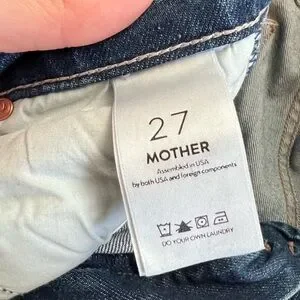 27
MOTHER
Assembled in USA
by both USA and foreign components
DO YOUR OWN LAUNDRY